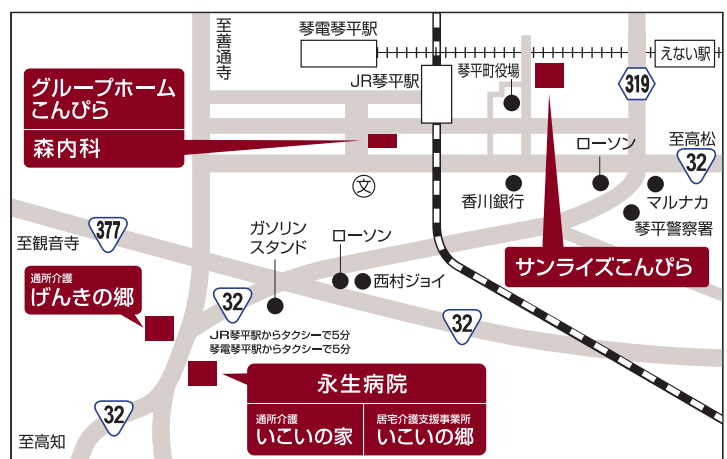 琴電琴平駅
至善通寺
えない駅
JR琴平駅
琴平町役場
グループホーム
こんぴら
森内科
319
至高松
32
ローソン
文
香川銀行
マルナカ
琴平警察署
377
至観音寺
ガソリン
スタンド
ローソン
西村ジョイ
サンライズこんぴら
通所介護
げんきの郷
32
32
JR琴平駅からタクシーで5分
琴電琴平駅からタクシーで5分
永生病院
通所介護
いこいの家
居宅介護支援事業所
いこいの郷
32
至高知